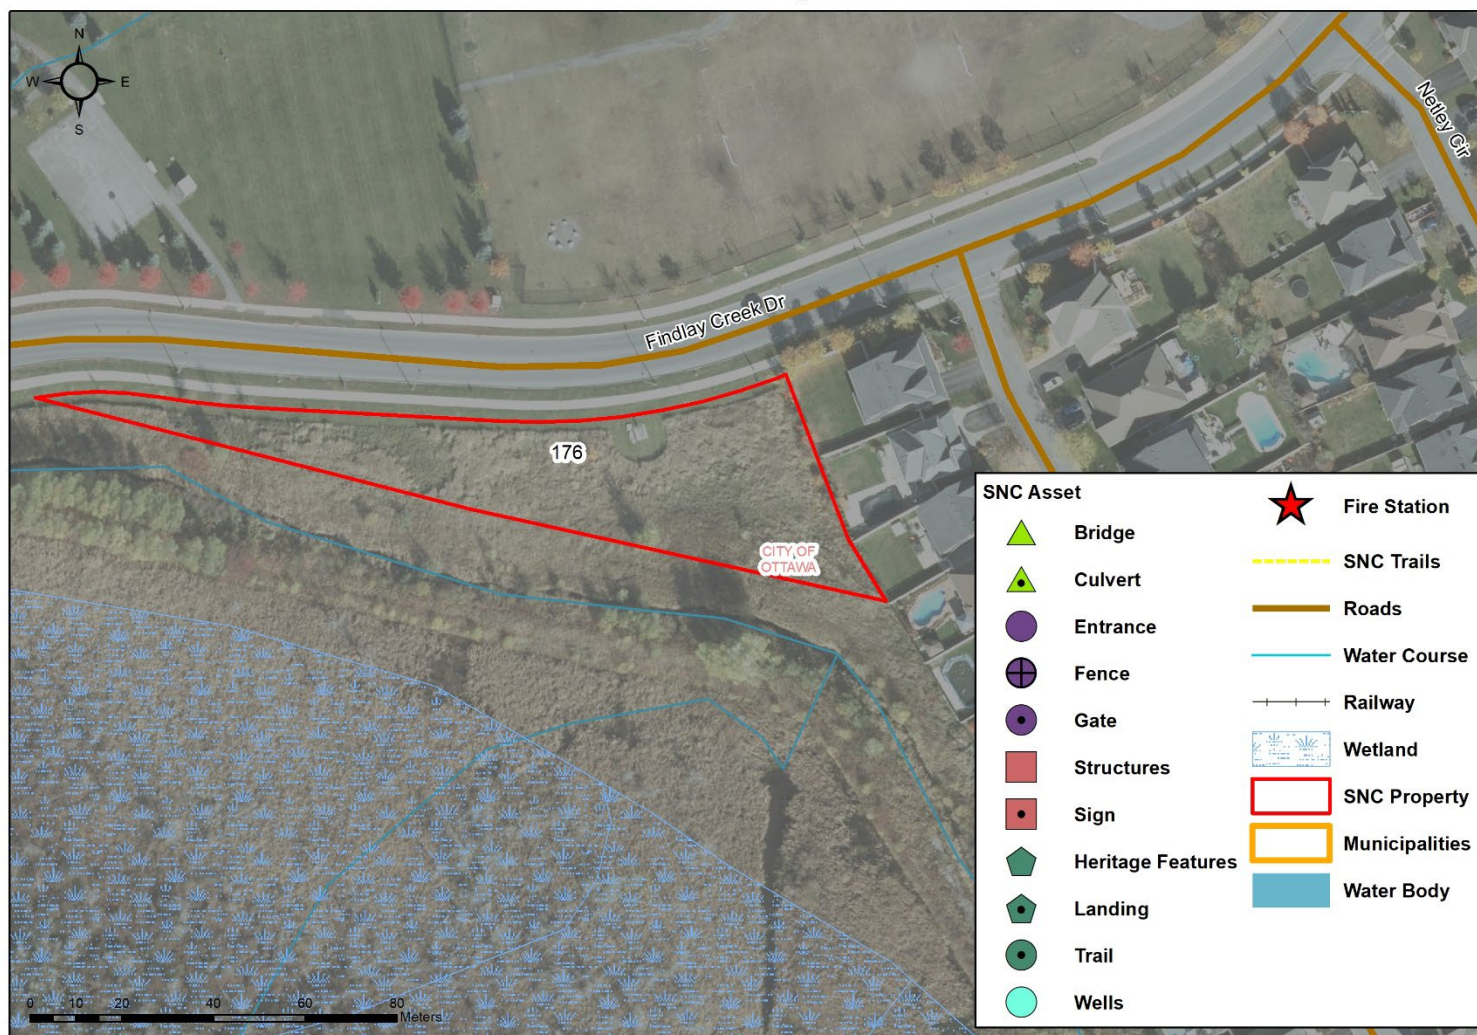 N
W E
S
Netley Cir
Findlay Creek Dr
176
CITY OF
OTTAWA
SNC Asset
Bridge
Culvert
Entrance
Fence
Gate
Structures
Sign
Heritage Features
Landing
Trail
Wells
Fire Station
SNC Trails
Roads
Water Course
Railway
Wetland
SNC Property
Municipalities
Water Body
0 10 20 40 60 80
Meters